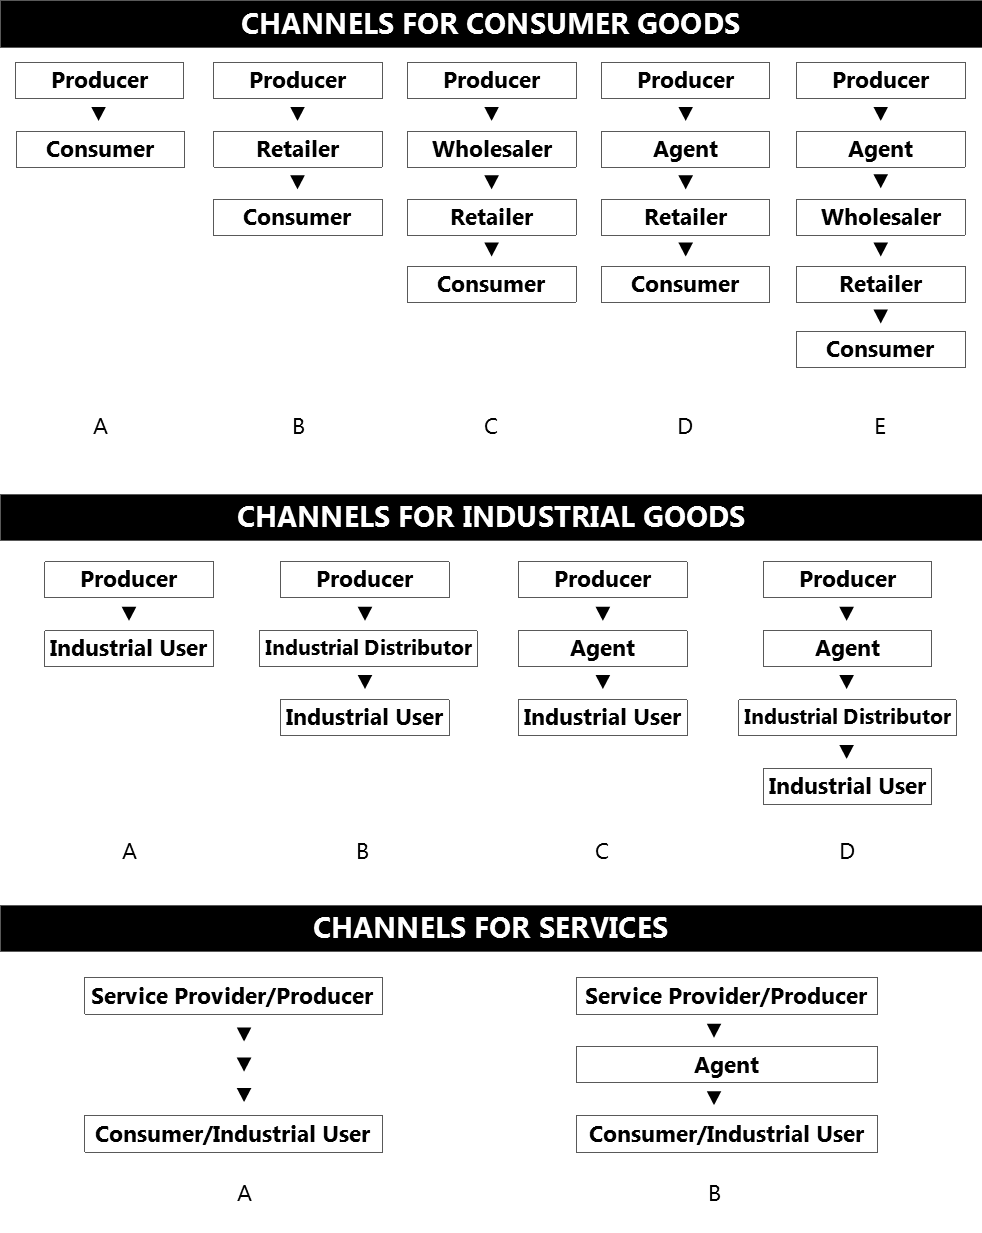 CHANNELS FOR CONSUMER GOODS
Producer Producer Producer Producer Producer
Consumer Retailer Wholesaler Agent Agent
Consumer Retailer Retailer Wholesaler
Consumer Consumer Retailer
Consumer
A B C D E
CHANNELS FOR INDUSTRIAL GOODS
Producer Producer Producer Producer
Industrial User Industrial Distributor Agent Agent
Industrial User Industrial User Industrial Distributor
Industrial User
A B C D
CHANNELS FOR SERVICES
Service Provider/Producer Service Provider/Producer
Agent
Consumer/Industrial User Consumer/Industrial User
A B